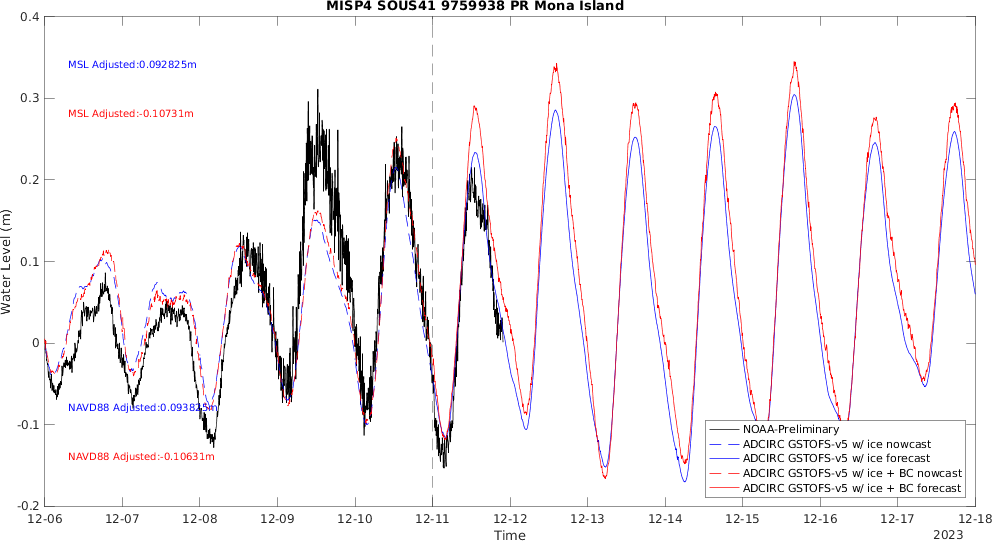 MISP4 SOUS41 9759938 PR Mona Island
0.4
0.3
0.2
0.1
0
-0.1
-0.2
Water Level (m)
MSL Adjusted:0.092825m
MSL Adjusted:-0.10731m
NAVD88 Adjusted:0.093825m
NAVD88 Adjusted:-0.10631m
NOAA-Preliminary
ADCIRC GSTOFS-v5 w/ ice nowcast
ADCIRC GSTOFS-v5 w/ ice forecast
ADCIRC GSTOFS-v5 w/ ice + BC nowcast
ADCIRC GSTOFS-v5 w/ ice + BC forecast
12-06 12-07 12-08 12-09 12-10 12-11 12-12 12-13 12-14 12-15 12-16 12-17 12-18
Time
2023